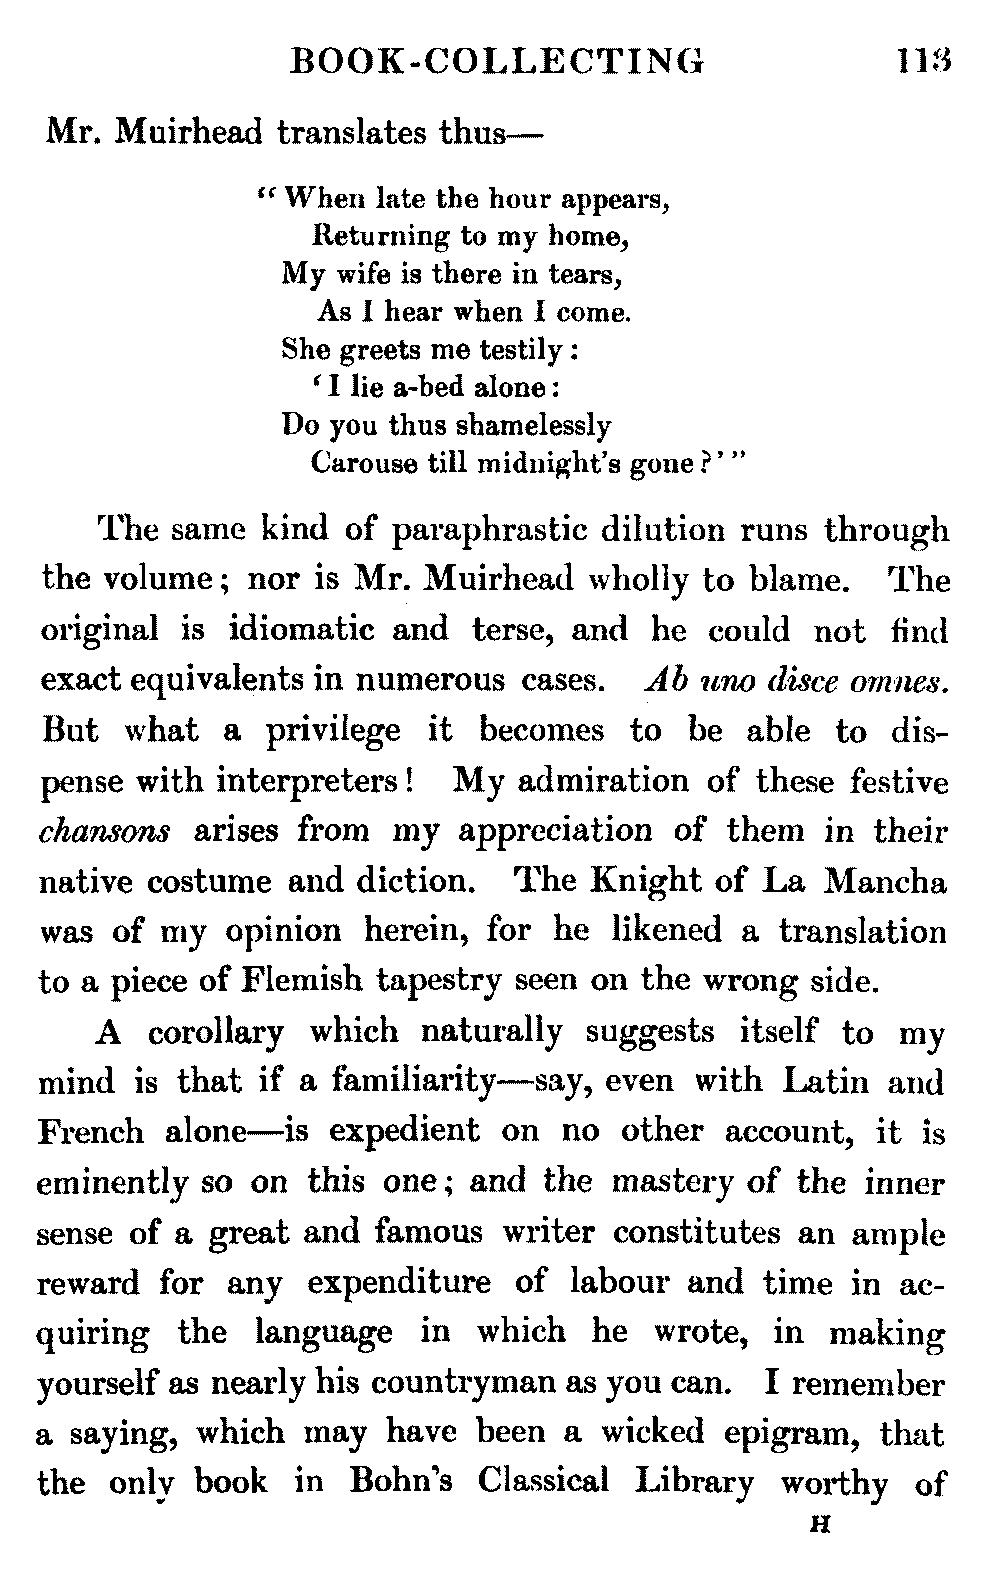 BOOK-COLLECTING 113
Mr. Muirhead translates thus—
“When late the hour appears,
Returning to my home,
My wife is there in tears,
As I hear when I come.
She greets me testily:
‘I lie a-bed alone:
Do you thus shamelessly
Carouse till midnight's gone?’”
The same kind of paraphrastic dilution runs through
the volume; nor is Mr. Muirhead wholly to blame. The
original is idiomatic and terse, and he could not find
exact equivalents in numerous cases. Ab uno disce omnes.
But what a privilege it becomes to be able to dis-
pense with interpreters! My admiration of these festive
chansons arises from my appreciation of them in their
native costume and diction. The Knight of La Mancha
was of my opinion herein, for he likened a translation
to a piece of Flemish tapestry seen on the wrong side.
A corollary which naturally suggests itself to my
mind is that if a familiarity—say, even with Latin and
French alone—is expedient on no other account, it is
eminently so on this one; and the mastery of the inner
sense of a great and famous writer constitutes an ample
reward for any expenditure of labour and time in ac-
quiring the language in which he wrote, in making
yourself as nearly his countryman as you can. I remember
a saying, which may have been a wicked epigram, that
the only book in Bohn's Classical Library worthy of
H